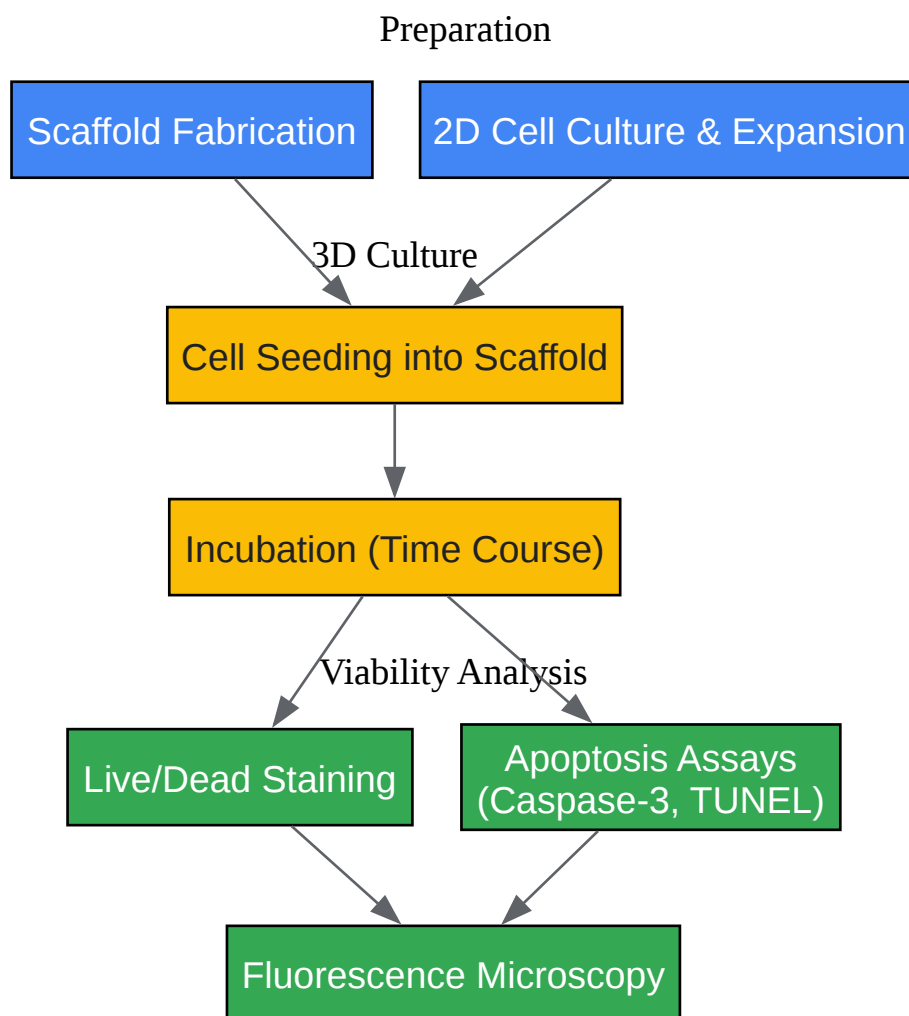 Preparation
Scaffold Fabrication
2D Cell Culture & Expansion
3D Culture
Cell Seeding into Scaffold
Incubation (Time Course)
Viability Analysis
Live/Dead Staining
Apoptosis Assays
(Caspase-3, TUNEL)
Fluorescence Microscopy